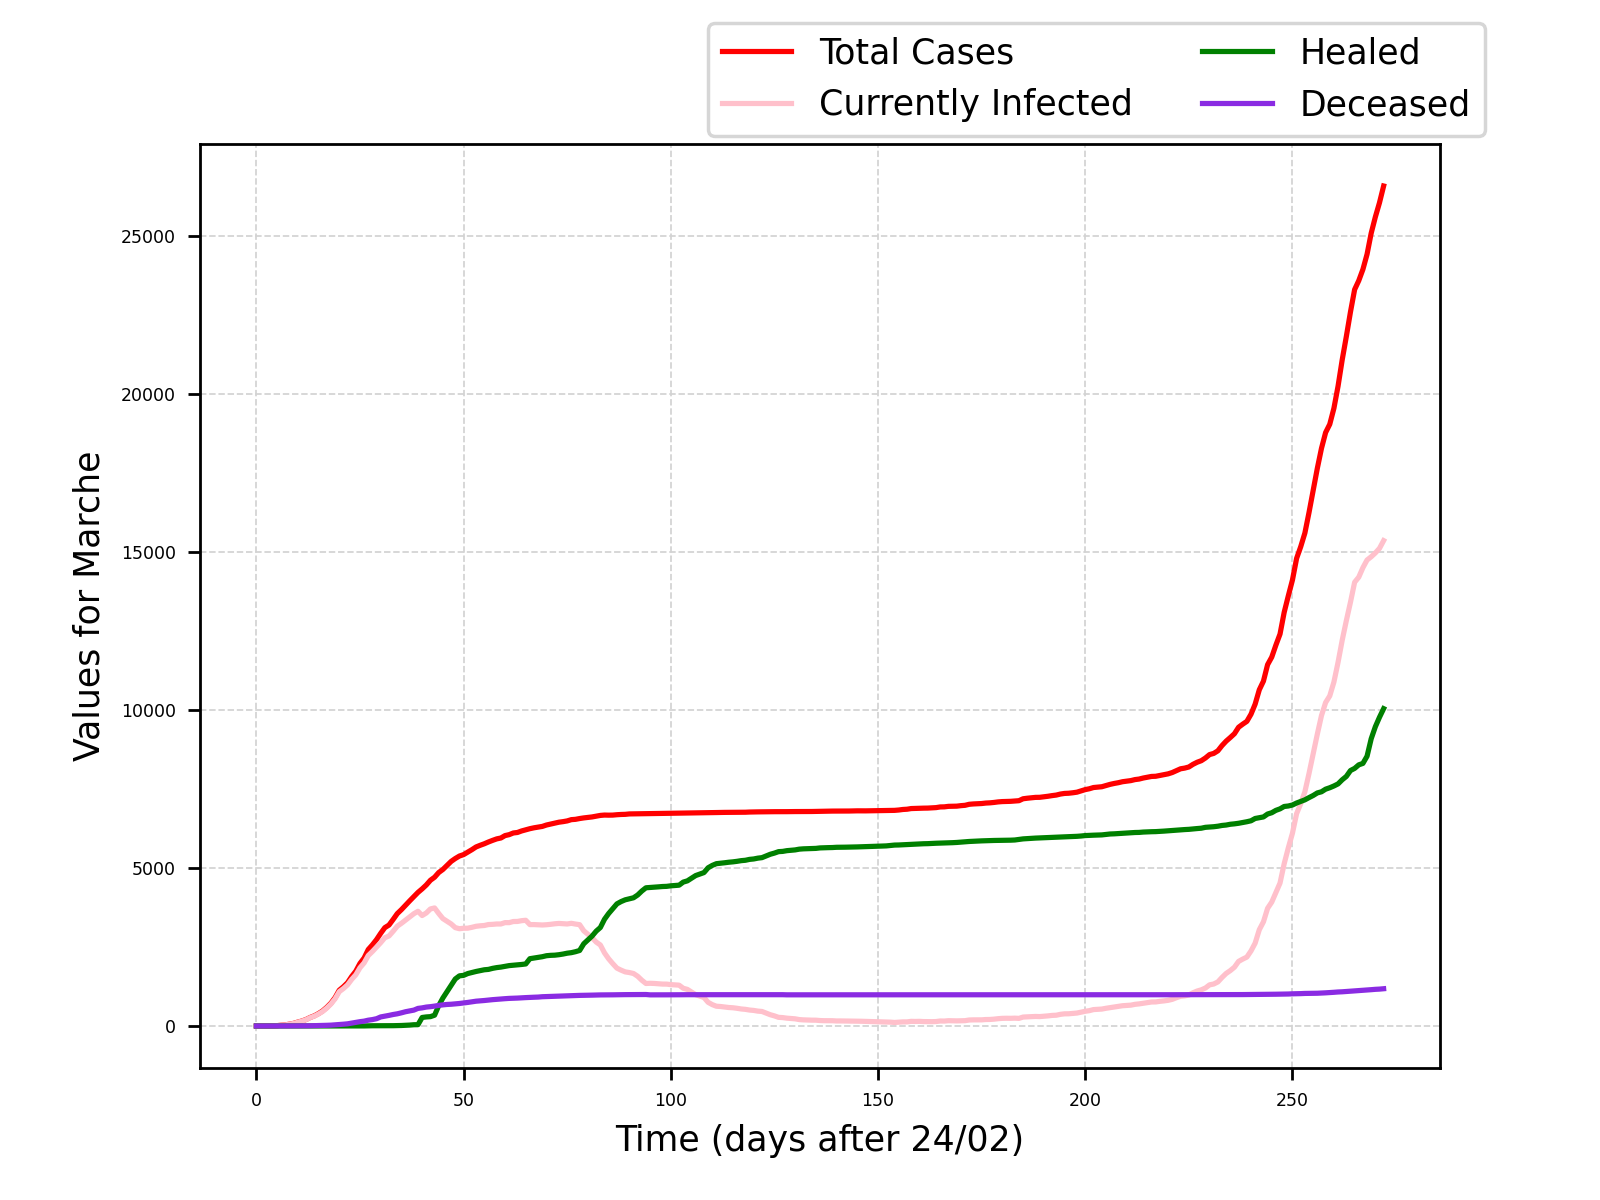 Total Cases
Currently Infected
Healed
Deceased
25000
20000
15000
10000
5000
0
Values for Marche
0 50 100 150 200 250
Time (days after 24/02)